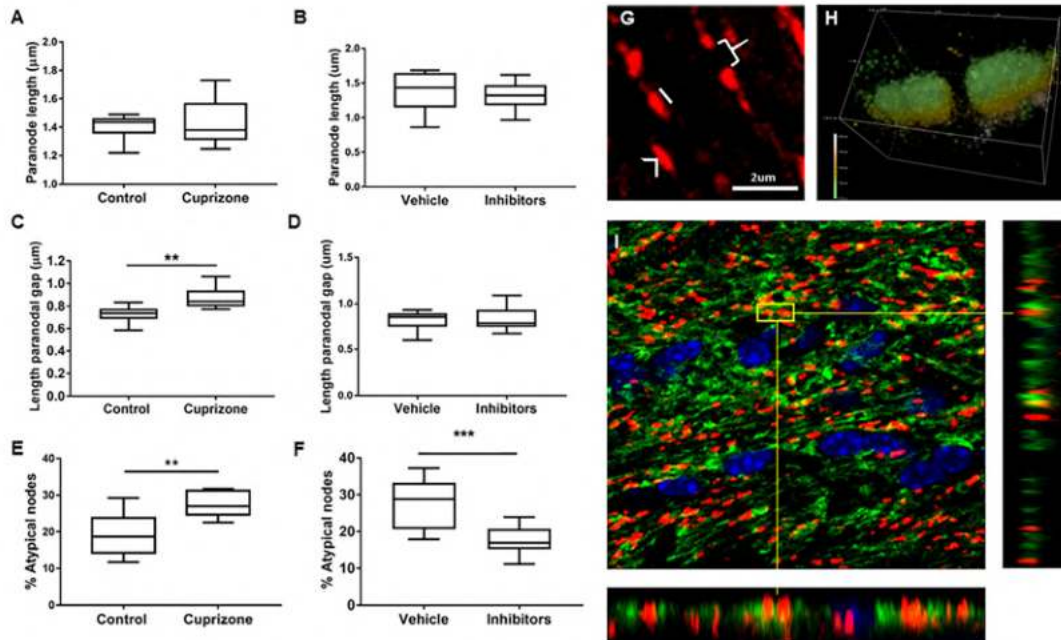 A
Paranode length (µm)
2.0
1.8
1.6
1.4
1.2
1.0
Control
Cuprizone
B
Paranode length (µm)
2.0
1.5
1.0
0.5
0.0
Vehicle
Inhibitors
C
Length paranodal gap (µm)
1.2
1.0
0.8
0.6
0.4
0.2
0.0
**
Control
Cuprizone
D
Length paranodal gap (µm)
1.5
1.0
0.5
0.0
Vehicle
Inhibitors
E
% Atypical nodes
40
30
20
10
0
**
Control
Cuprizone
F
% Atypical nodes
40
30
20
10
0
***
Vehicle
Inhibitors
G
2um
H
I